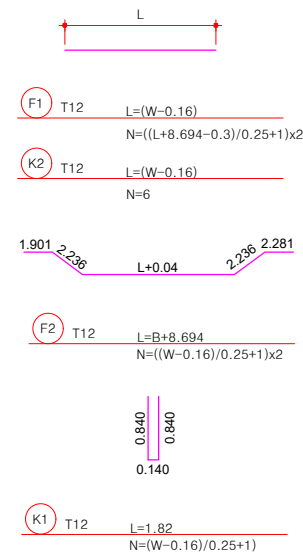 L
F1 T12 L=(W-0.16)
N=((L+8.694-0.3)/0.25+1)x2
K2 T12 L=(W-0.16)
N=6
1.901 2.236 L+0.04 2.236 2.281
F2 T12 L=B+8.694
N=((W-0.16)/0.25+1)x2
0.840 0.840
0.140
K1 T12 L=1.82
N=(W-0.16)/0.25+1)